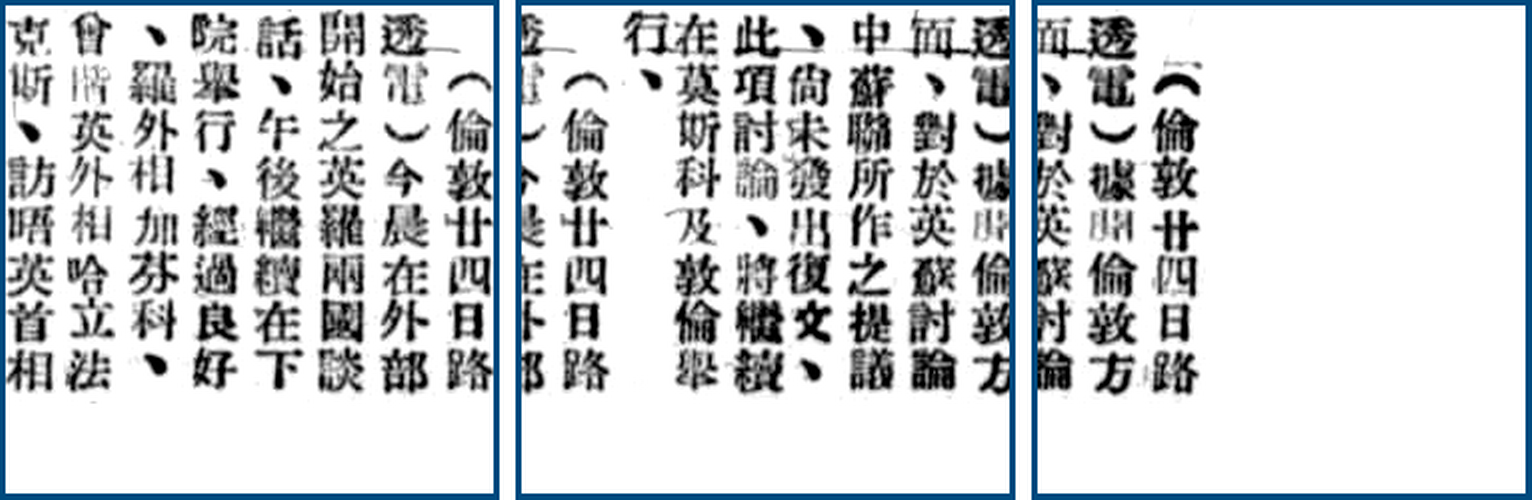 （倫敦廿四日路
透電）據聞倫敦方
面、對於英蘇討論
透電）據聞倫敦方
面、對於英蘇討論
中蘇聯所作之提議
、尙未發出復文、
此項討論、將繼續
在莫斯科及敦倫舉
行、
（倫敦廿四日路
（倫敦廿四日路
透電）今晨在外部
開始之英羅兩國談
話、午後繼續在下
院舉行、經過良好
、羅外相加芬科、
曾階英外相哈立法
克斯、訪晤英首相